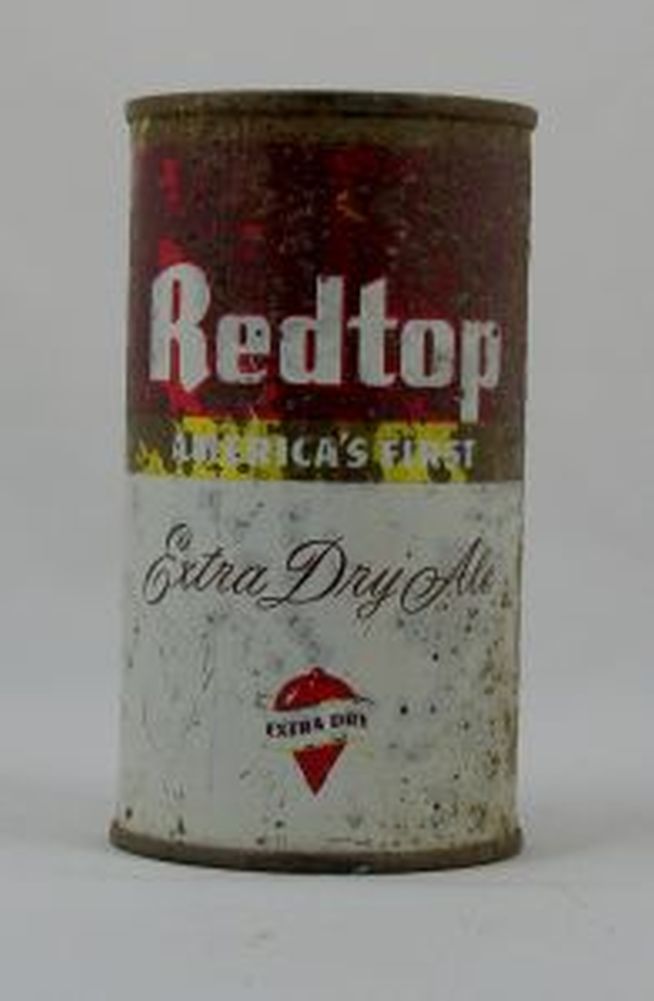 Redtop
AMERICA'S FIRST
Extra Dry Ale
EXTRA DRY